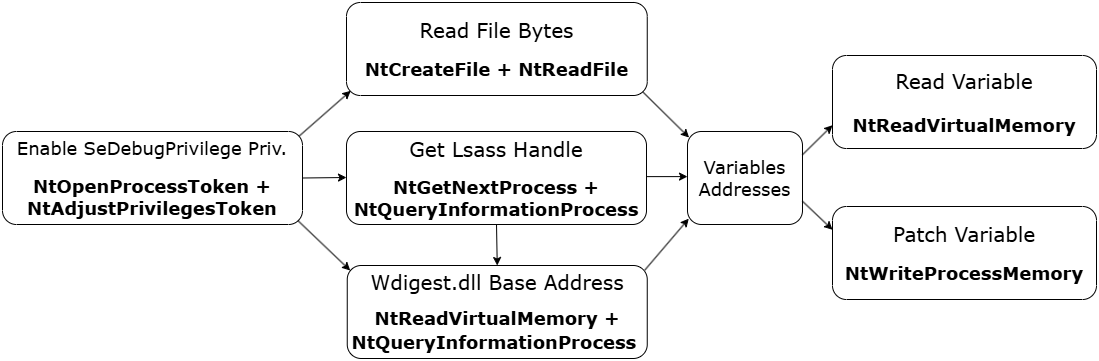 Enable SeDebugPrivilege Priv.
NtOpenProcessToken +
NtAdjustPrivilegesToken
Read File Bytes
NtCreateFile + NtReadFile
Get Lsass Handle
NtGetNextProcess +
NtQueryInformationProcess
Wdigest.dll Base Address
NtReadVirtualMemory +
NtQueryInformationProcess
Variables
Addresses
Read Variable
NtReadVirtualMemory
Patch Variable
NtWriteProcessMemory